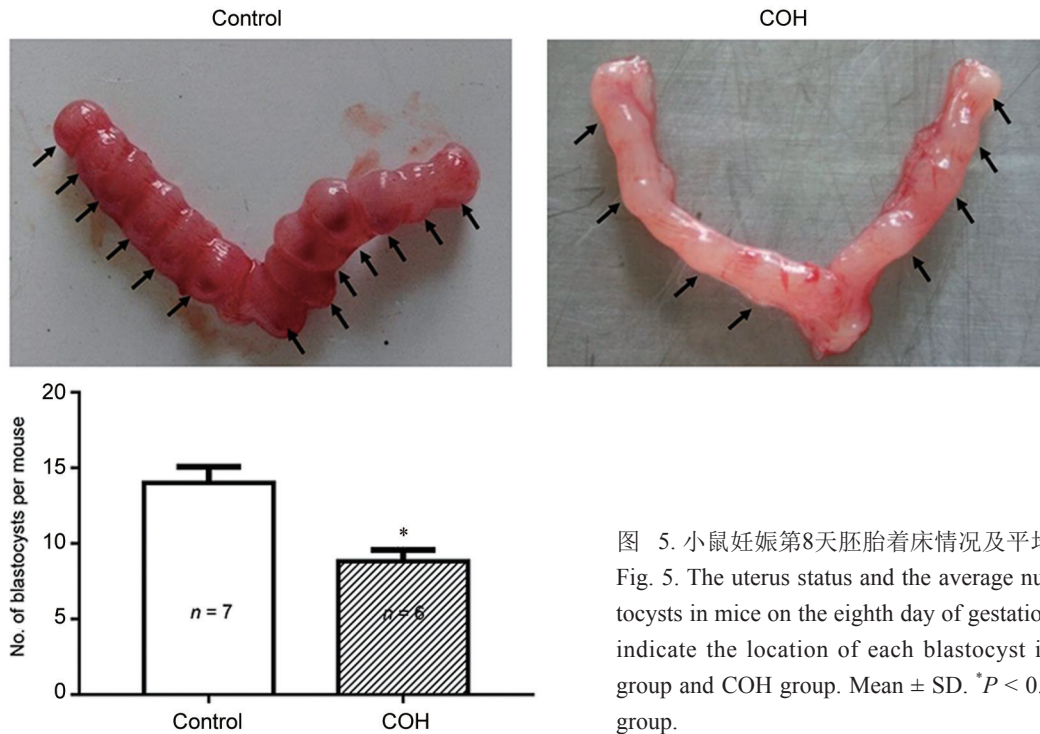 Control
COH
20
15
10
5
0
No. of blastocysts per mouse
*
n = 7
n = 6
Control
COH
图 5. 小鼠妊娠第8天胚胎着床情况及平均
Fig. 5. The uterus status and the average nu
tocysts in mice on the eighth day of gestatio
indicate the location of each blastocyst i
group and COH group. Mean ± SD. *P < 0.
group.